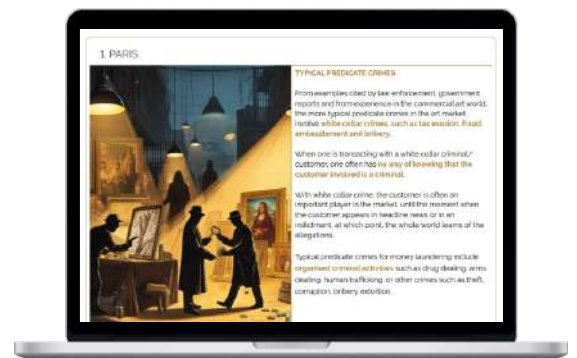 1. PARIS
TYPICAL PREDICATE CRIMES
From examples cited by law enforcement, government
reports and from experience in the commercial art world,
the more typical predicate crimes in the art market
involve white collar crimes, such as tax evasion, fraud,
embezzlement and bribery.
When one is transacting with a white collar criminal/
customer, one often has no way of knowing that the
customer involved is a criminal.
With white collar crime, the customer is often an
important player in the market, until the moment when
the customer appears in headline news or in an
indictment, at which point, the whole world learns of the
allegations.
Typical predicate crimes for money laundering include
organised criminal activities such as drug dealing, arms
dealing, human trafficking, or other crimes such as theft,
corruption, bribery, extortion.